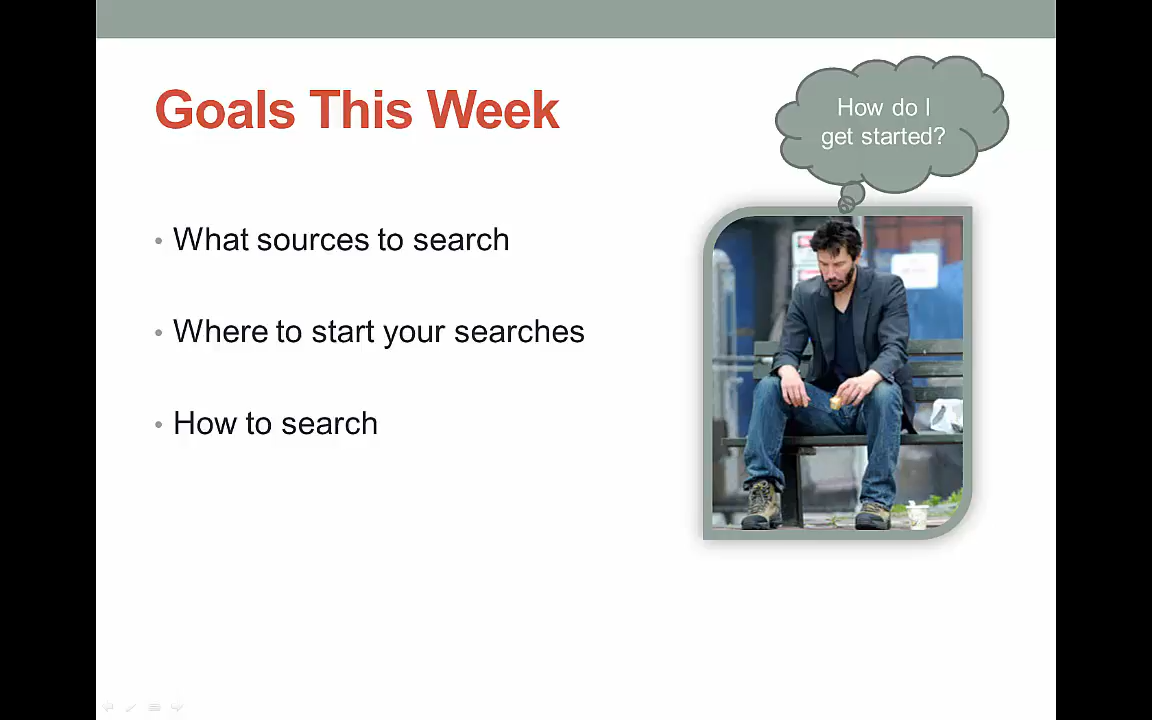 Goals This Week
How do I
get started?
• What sources to search
• Where to start your searches
• How to search